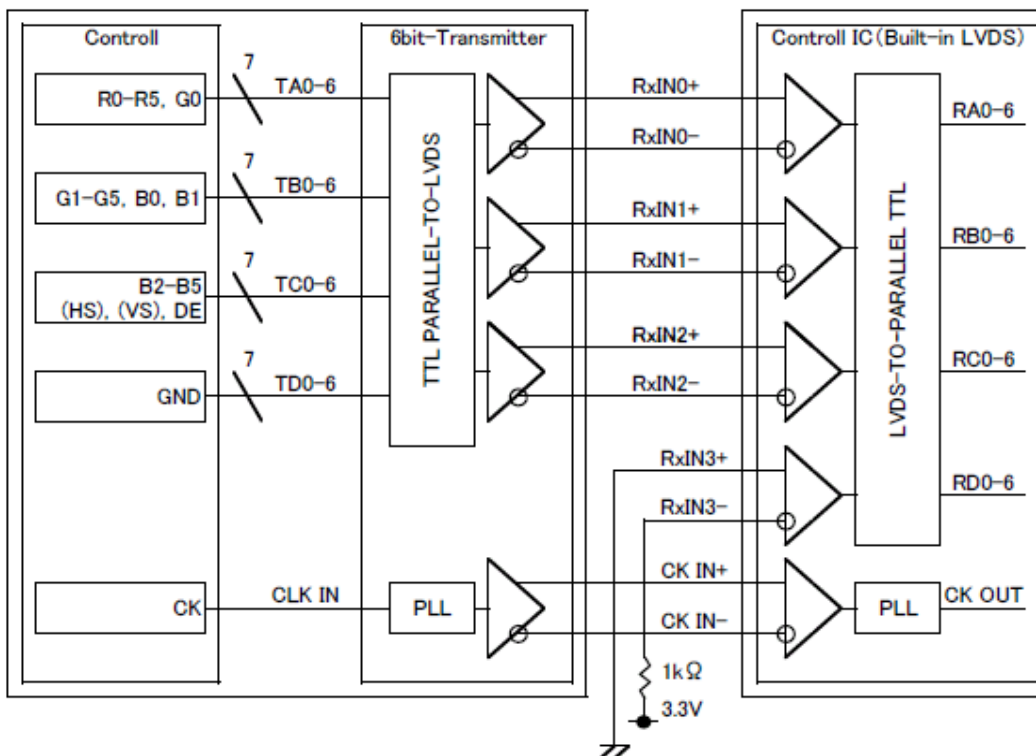 Controll
6bit-Transmitter
Controll IC(Built-in LVDS)
R0-R5, G0
7
TA0-6
RxIN0+
RxIN0-
RA0-6
G1-G5, B0, B1
7
TB0-6
RxIN1+
RxIN1-
RB0-6
B2-B5
(HS), (VS), DE
7
TC0-6
RxIN2+
RxIN2-
RC0-6
GND
7
TD0-6
RxIN3+
RxIN3-
RD0-6
TTL PARALLEL-TO-LVDS
LVDS-TO-PARALLEL TTL
CK
CLK IN
PLL
CK IN+
CK IN-
PLL
CK OUT
1kΩ
3.3V